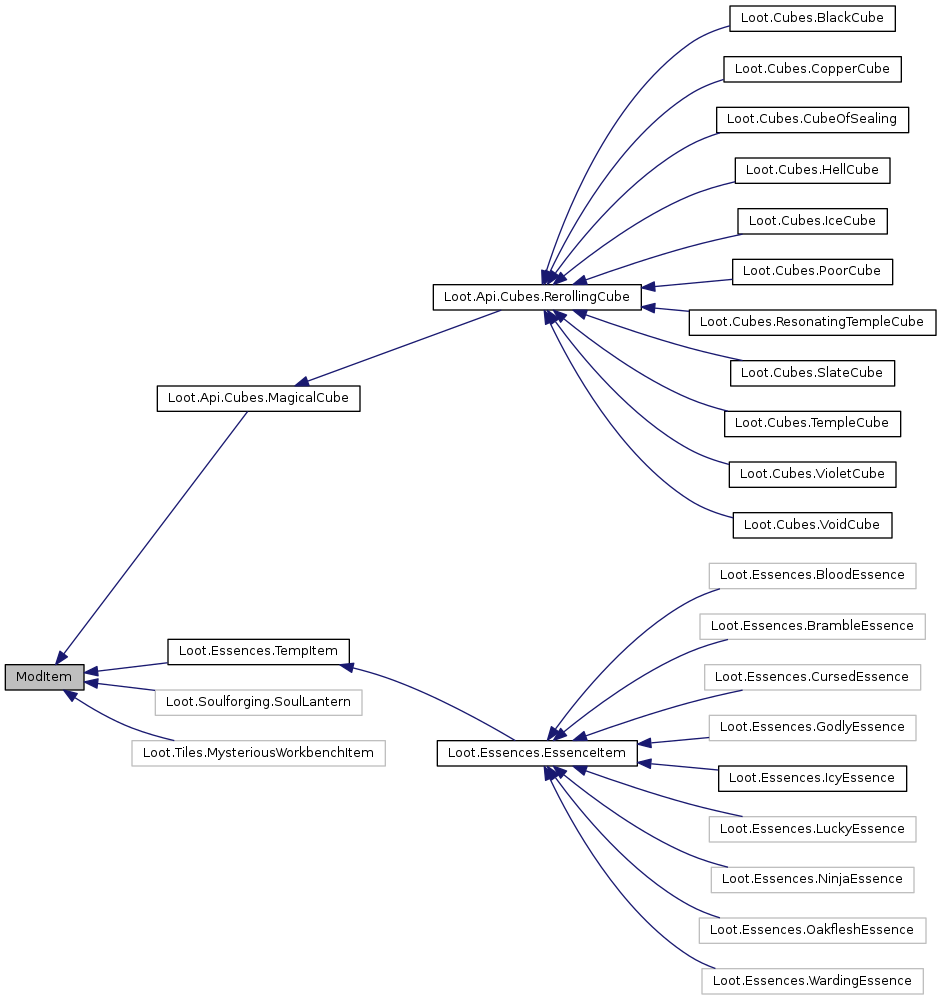 Loot.Cubes.BlackCube
Loot.Cubes.CopperCube
Loot.Cubes.CubeOfSealing
Loot.Cubes.HellCube
Loot.Cubes.IceCube
Loot.Cubes.PoorCube
Loot.Api.Cubes.RerollingCube
Loot.Cubes.ResonatingTempleCube
Loot.Cubes.SlateCube
Loot.Api.Cubes.MagicalCube
Loot.Cubes.TempleCube
Loot.Cubes.VioletCube
Loot.Cubes.VoidCube
Loot.Essences.BloodEssence
Loot.Essences.BrambleEssence
Loot.Essences.TempItem
ModItem
Loot.Essences.CursedEssence
Loot.Soulforging.SoulLantern
Loot.Essences.GodlyEssence
Loot.Tiles.MysteriousWorkbenchItem
Loot.Essences.EssenceItem
Loot.Essences.IcyEssence
Loot.Essences.LuckyEssence
Loot.Essences.NinjaEssence
Loot.Essences.OakfleshEssence
Loot.Essences.WardingEssence